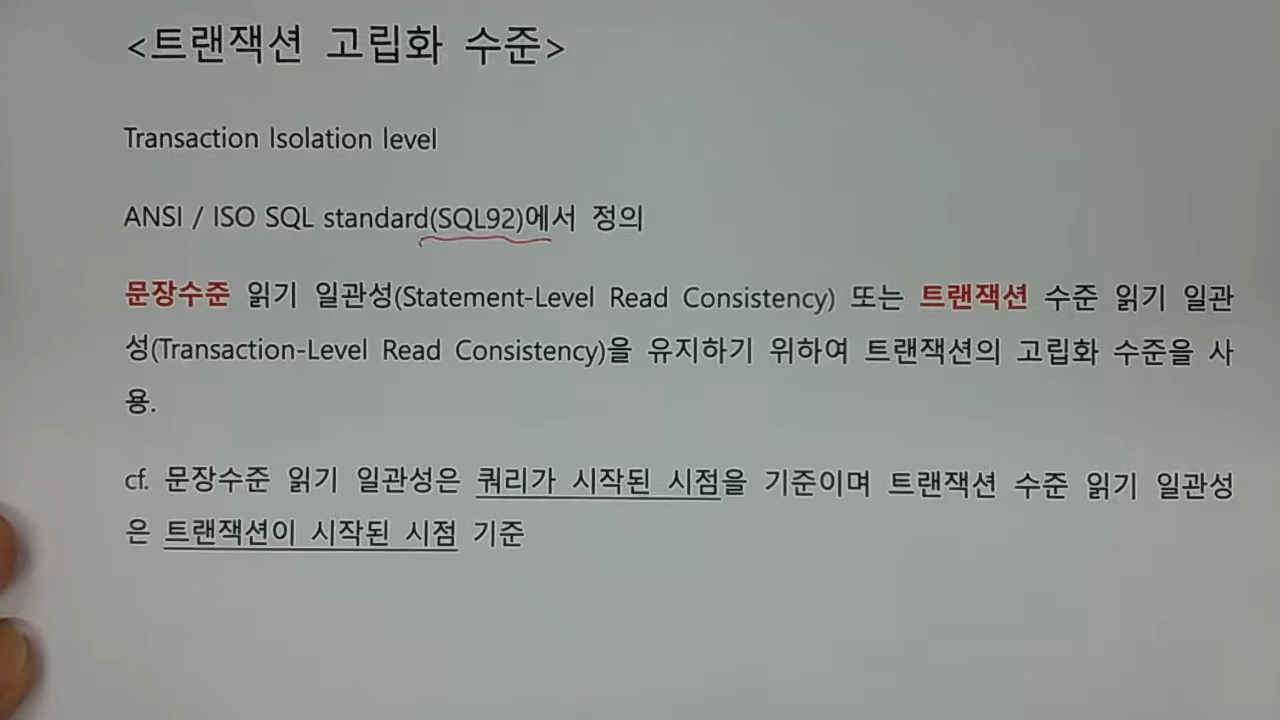 <트랜잭션 고립화 수준>
Transaction Isolation level
ANSI / ISO SQL standard(SQL92)에서 정의
문장수준 읽기 일관성(Statement-Level Read Consistency) 또는 트랜잭션 수준 읽기 일관
성(Transaction-Level Read Consistency)을 유지하기 위하여 트랜잭션의 고립화 수준을 사
용.
cf. 문장수준 읽기 일관성은 쿼리가 시작된 시점을 기준이며 트랜잭션 수준 읽기 일관성
은 트랜잭션이 시작된 시점 기준